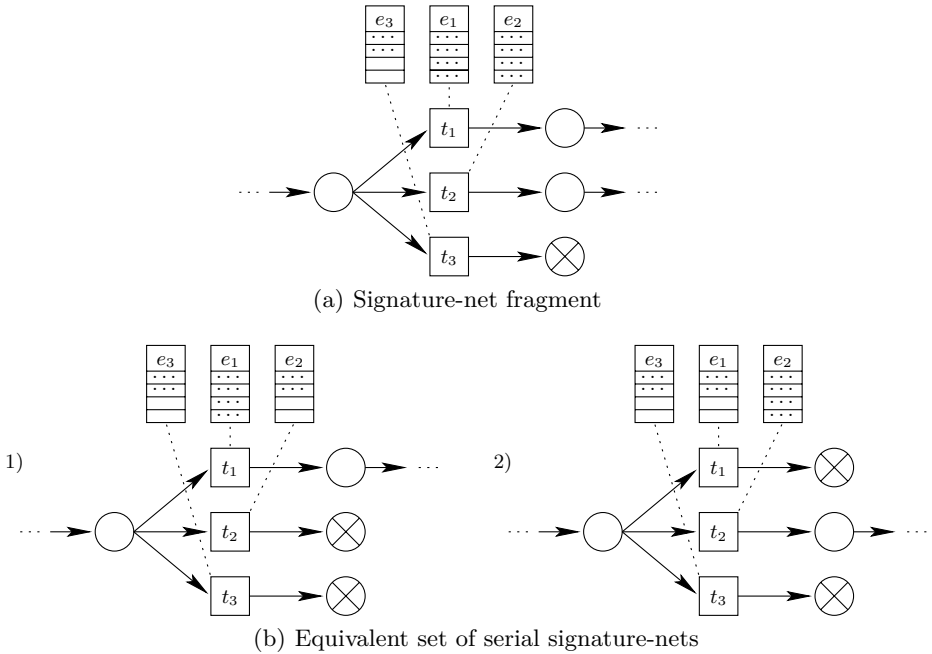 e₃ e₁ e₂
··· ··· ···
··· ··· ···
··· ···
··· ···
t₁ ···
··· t₂ ···
t₃
(a) Signature-net fragment
e₃ e₁ e₂ e₃ e₁ e₂
··· ··· ··· ··· ··· ···
··· ··· ··· ··· ··· ···
··· ···
··· ···
1) t₁ ··· 2) t₁
··· t₂ ··· t₂ ···
t₃ t₃
(b) Equivalent set of serial signature-nets